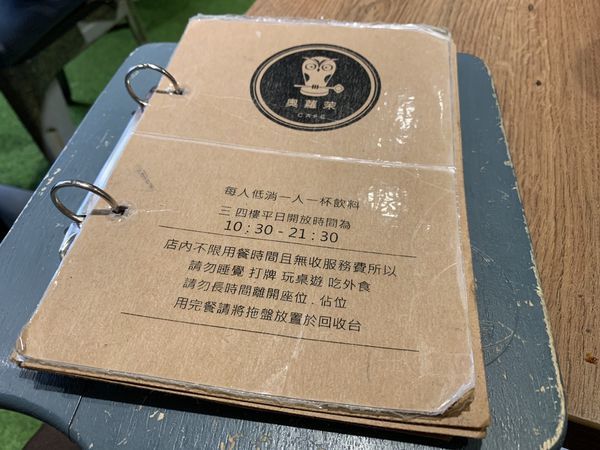 奧蘿茉
CAFE
每人低消一人一杯飲料
三 四樓平日開放時間為
10:30 - 21:30
店內不限用餐時間且無收服務費所以
請勿睡覺 打牌 玩桌遊 吃外食
請勿長時間離開座位 . 佔位
用完餐請將拖盤放置於回收台